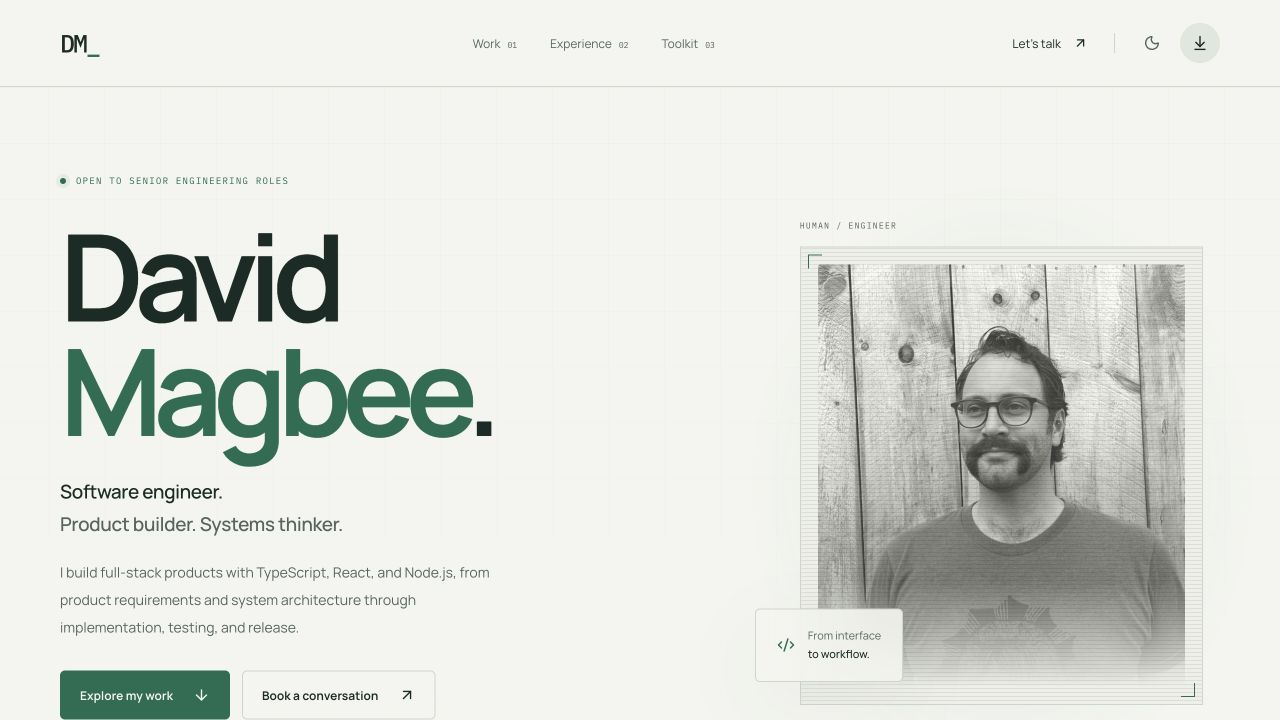 DM_
Work 01
Experience 02
Toolkit 03
Let's talk
OPEN TO SENIOR ENGINEERING ROLES
David
Magbee.
Software engineer.
Product builder. Systems thinker.
I build full-stack products with TypeScript, React, and Node.js, from
product requirements and system architecture through
implementation, testing, and release.
Explore my work
Book a conversation
HUMAN / ENGINEER
From interface
to workflow.